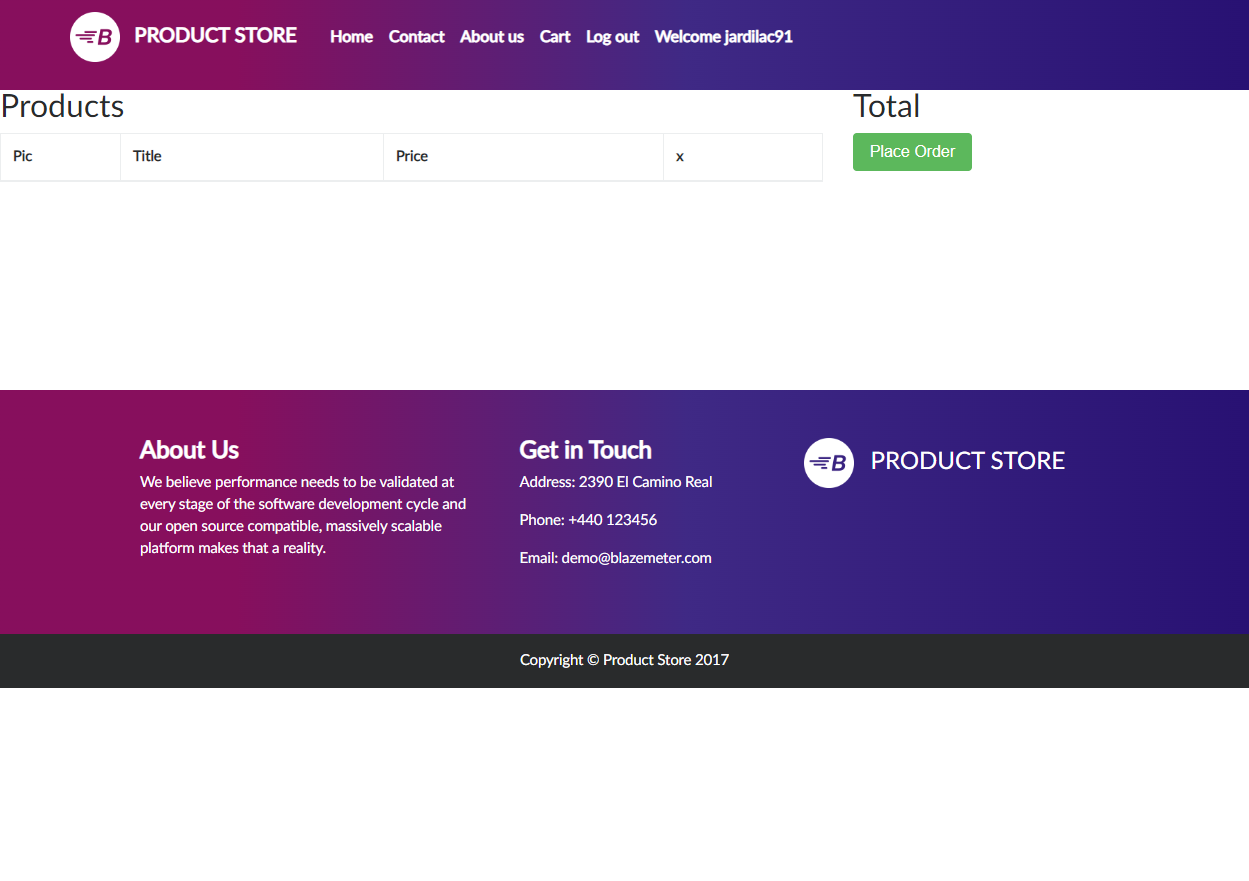 B PRODUCT STORE Home Contact About us Cart Log out Welcome jardilac91
Products
Total
Pic Title Price x
Place Order
About Us
We believe performance needs to be validated at
every stage of the software development cycle and
our open source compatible, massively scalable
platform makes that a reality.
Get in Touch
Address: 2390 El Camino Real
Phone: +440 123456
Email: demo@blazemeter.com
B PRODUCT STORE
Copyright © Product Store 2017